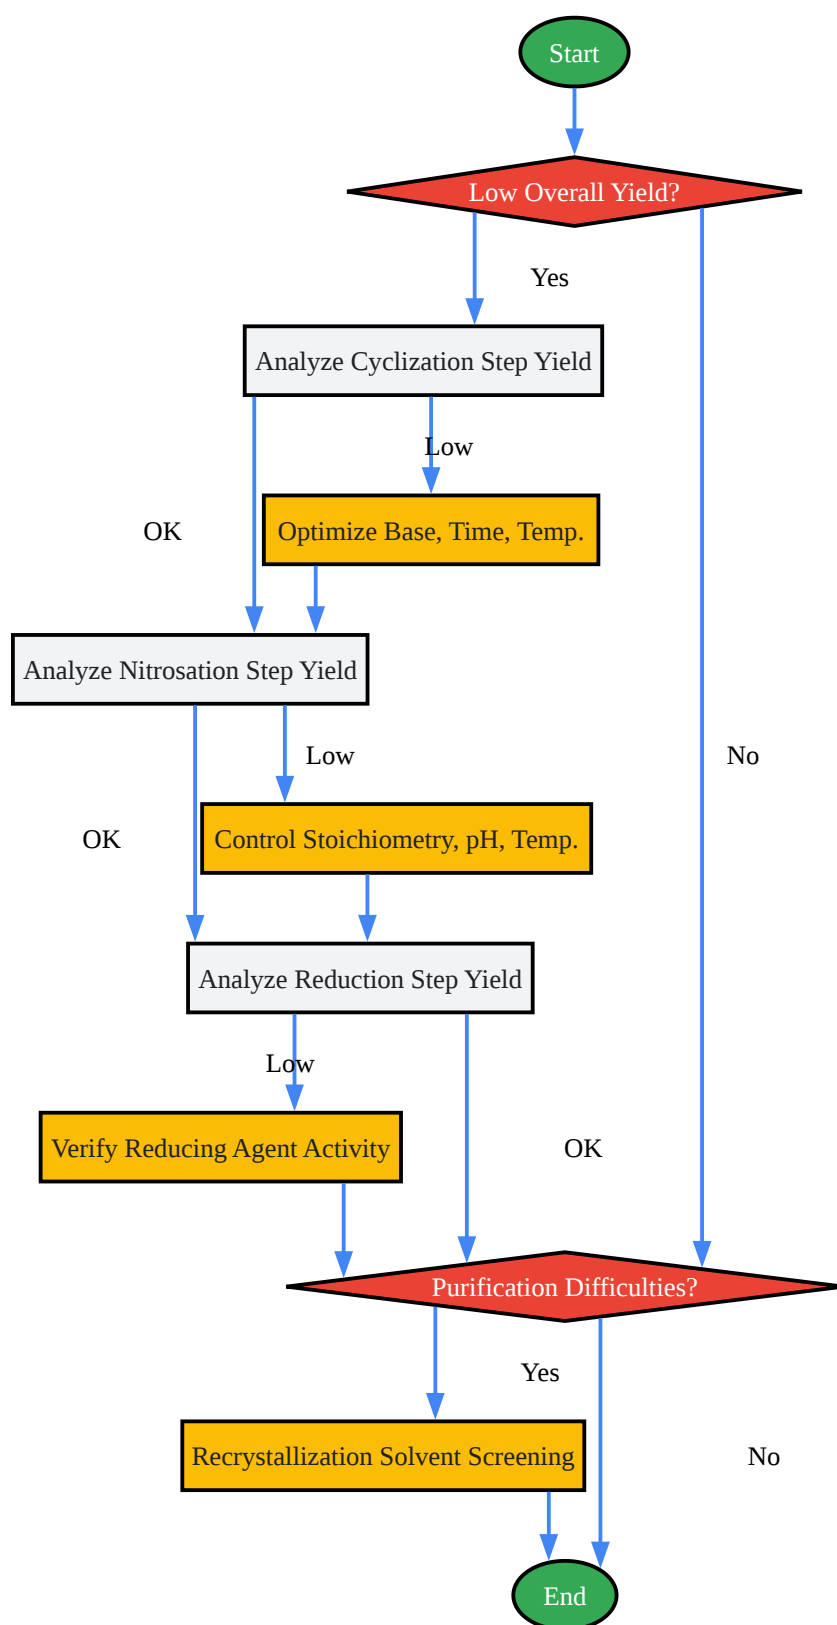 Start
Low Overall Yield?
Yes
Analyze Cyclization Step Yield
Low
OK
Optimize Base, Time, Temp.
Analyze Nitrosation Step Yield
Low
No
OK
Control Stoichiometry, pH, Temp.
Analyze Reduction Step Yield
Low
Verify Reducing Agent Activity
OK
Purification Difficulties?
Yes
Recrystallization Solvent Screening
No
End